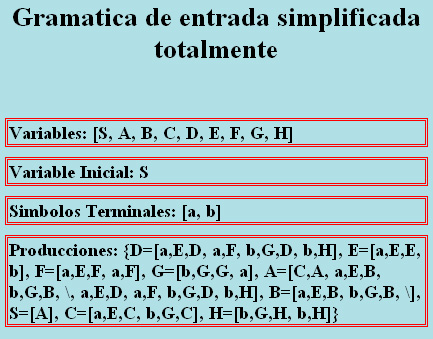 Gramatica de entrada simplificada
totalmente
Variables: [S, A, B, C, D, E, F, G, H]
Variable Inicial: S
Simbolos Terminales: [a, b]
Producciones: {D=[a,E,D, a,F, b,G,D, b,H], E=[a,E,E,
b], F=[a,E,F, a,F], G=[b,G,G, a], A=[C,A, a,E,B,
b,G,B, \, a,E,D, a,F, b,G,D, b,H], B=[a,E,B, b,G,B, \],
S=[A], C=[a,E,C, b,G,C], H=[b,G,H, b,H]}